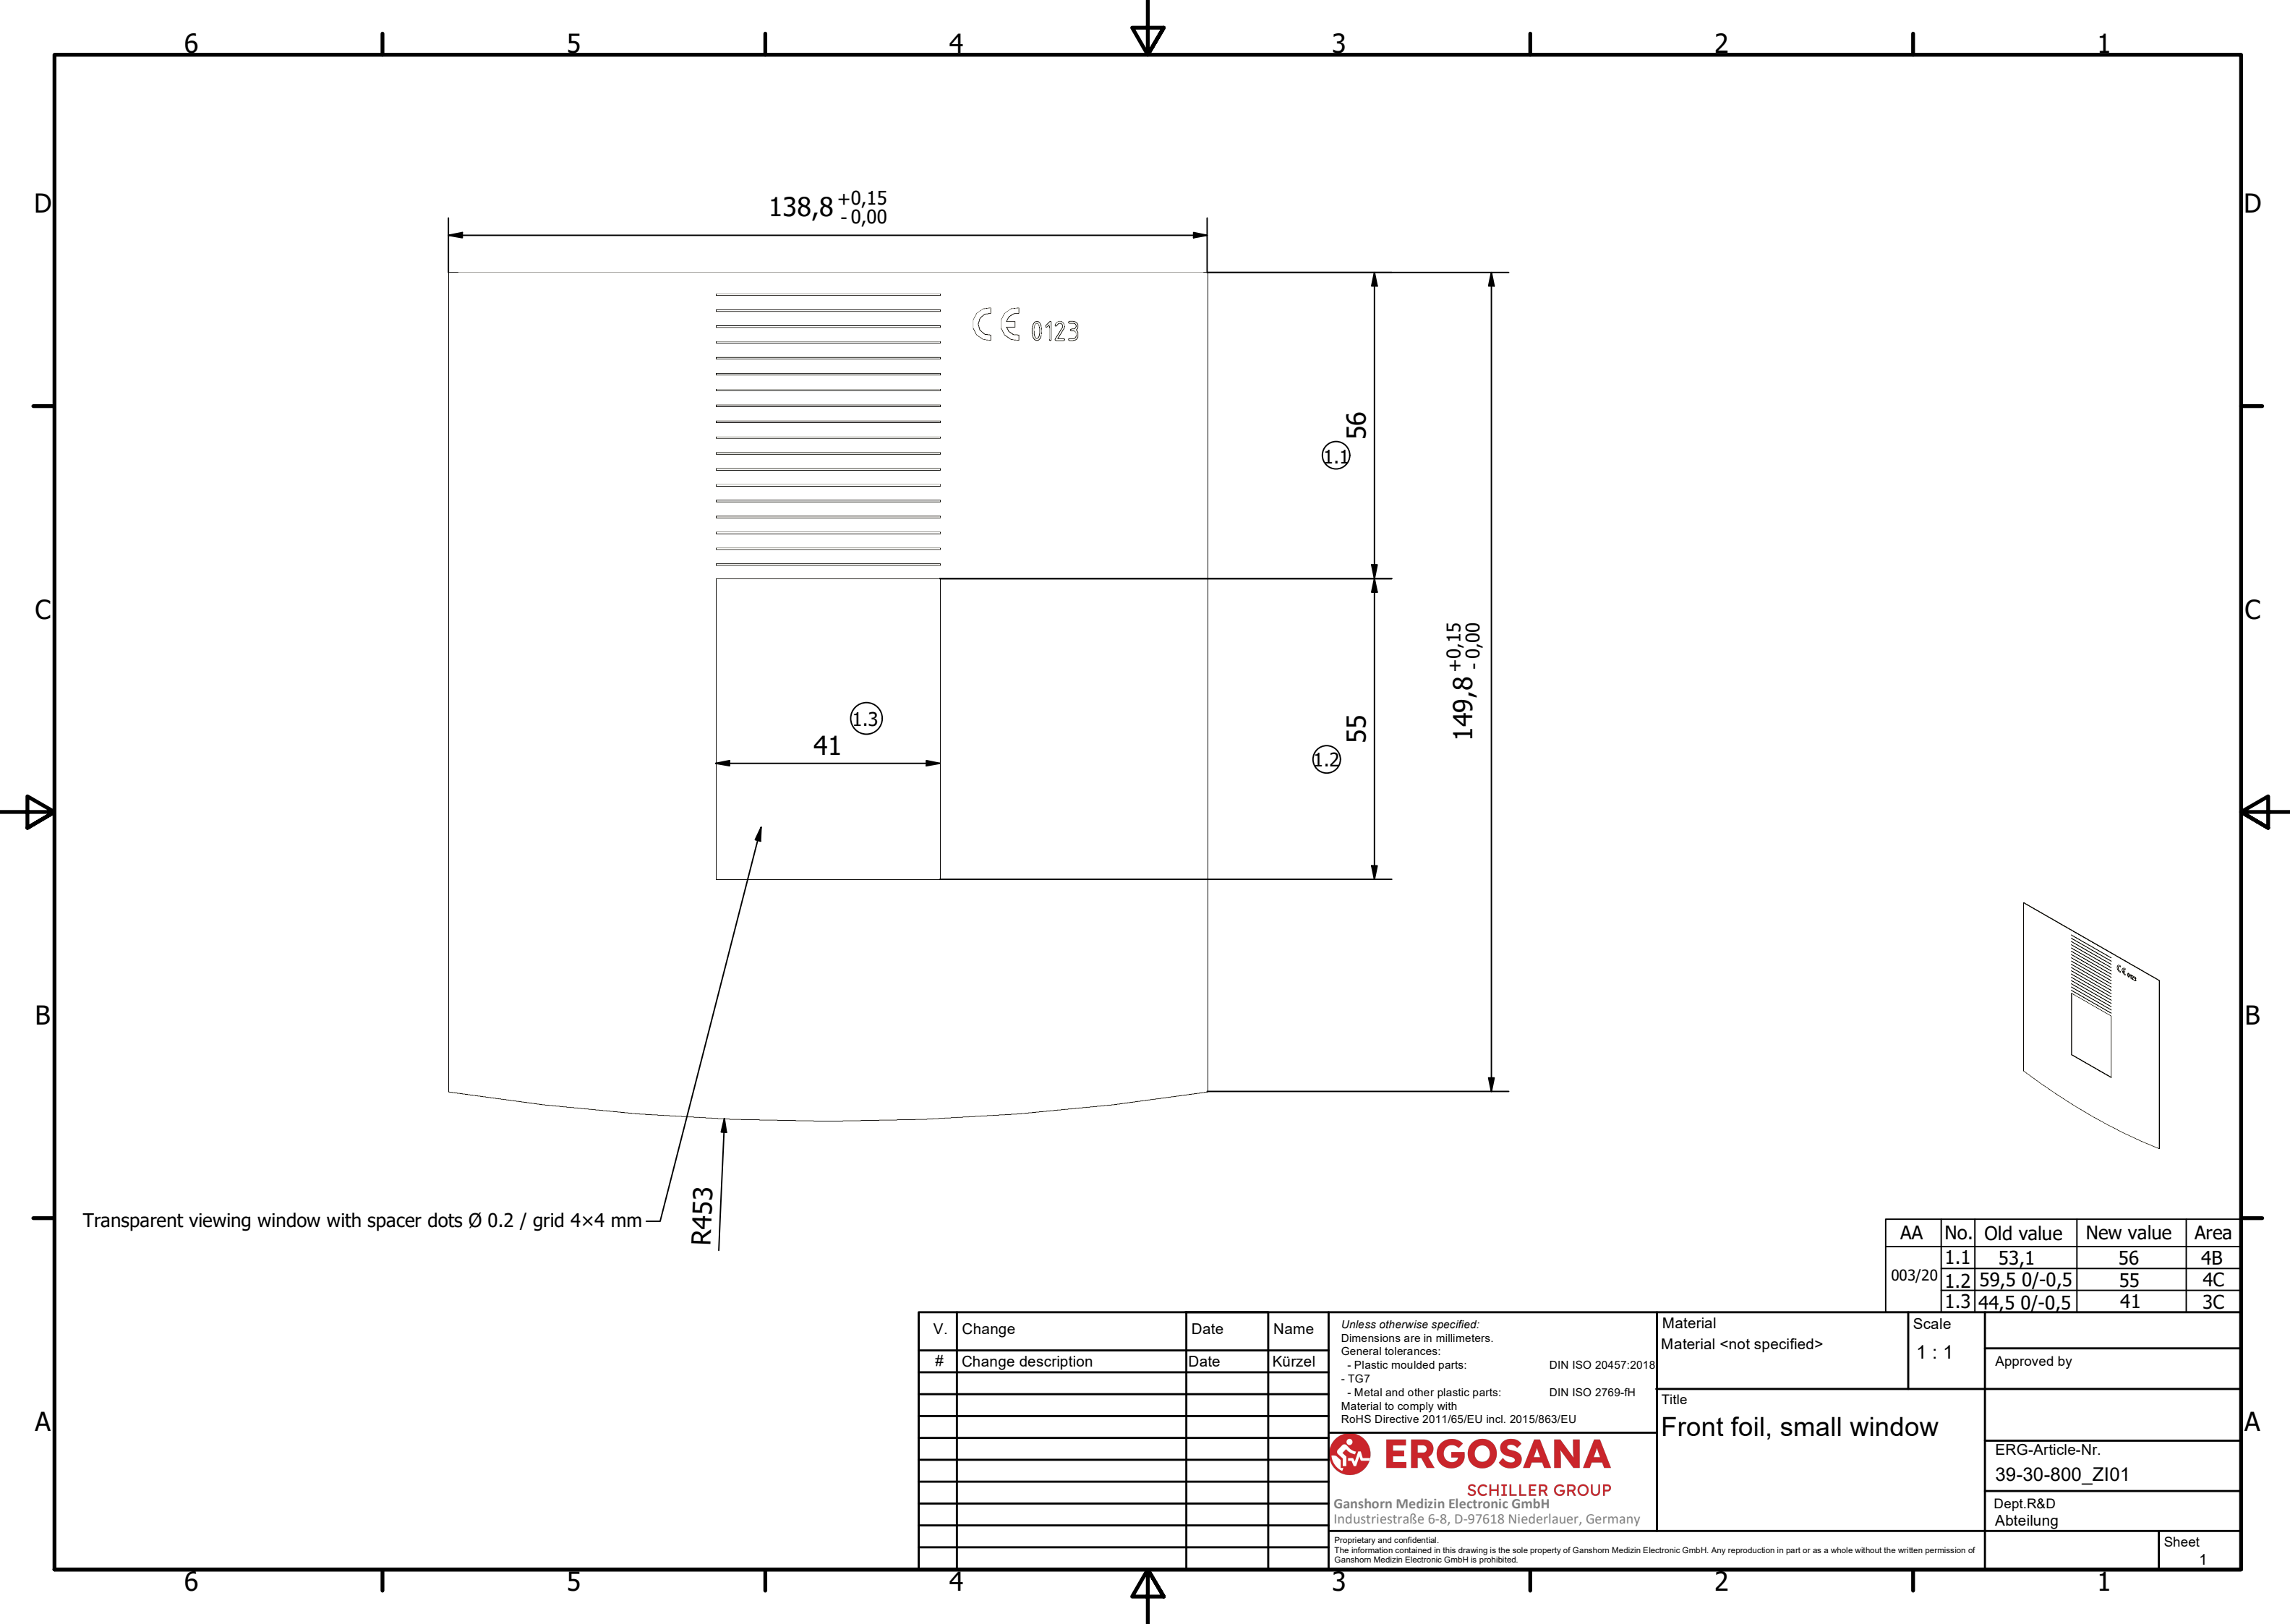 6 5 4 3 2 1
D D
138,8 +0,15
- 0,00
CE 0123
56
1.1
C C
149,8 +0,15
- 0,00
1.3
41
55
1.2
CE 0123
B B
Transparent viewing window with spacer dots Ø 0.2 / grid 4×4 mm
R453
AA No. Old value New value Area
003/20
1.1 53,1 56 4B
1.2 59,5 0/-0,5 55 4C
1.3 44,5 0/-0,5 41 3C
A A
V. Change Date Name
# Change description Date Kürzel
Unless otherwise specified:
Dimensions are in millimeters.
General tolerances:
- Plastic moulded parts: DIN ISO 20457:2018
- TG7
- Metal and other plastic parts: DIN ISO 2769-fH
Material to comply with
RoHS Directive 2011/65/EU incl. 2015/863/EU
Material
Material <not specified>
Scale
1 : 1
Approved by
Title
Front foil, small window
ERGOSANA
SCHILLER GROUP
Ganshorn Medizin Electronic GmbH
Industriestraße 6-8, D-97618 Niederlauer, Germany
ERG-Article-Nr.
39-30-800_ZI01
Dept.R&D
Abteilung
Proprietary and confidential.
The information contained in this drawing is the sole property of Ganshorn Medizin Electronic GmbH. Any reproduction in part or as a whole without the written permission of
Ganshorn Medizin Electronic GmbH is prohibited.
Sheet
1
6 5 4 3 2 1